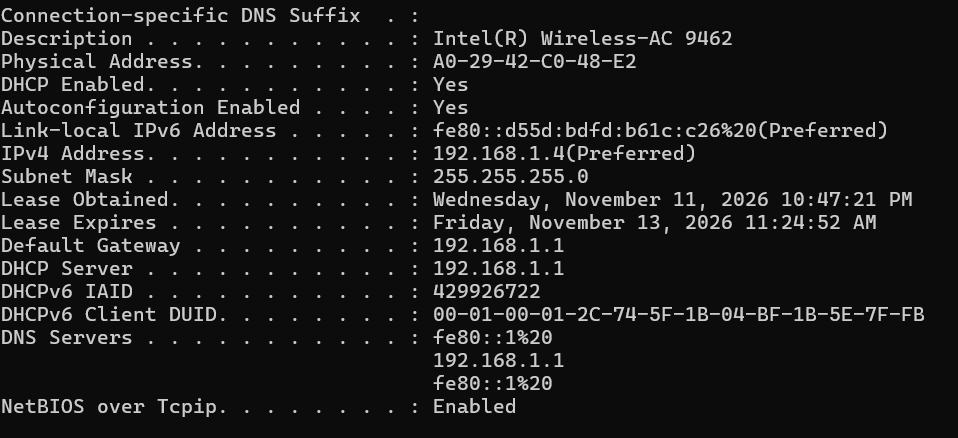 Connection-specific DNS Suffix  . :
Description . . . . . . . . . . . : Intel(R) Wireless-AC 9462
Physical Address. . . . . . . . . : A0-29-42-C0-48-E2
DHCP Enabled. . . . . . . . . . . : Yes
Autoconfiguration Enabled . . . . : Yes
Link-local IPv6 Address . . . . . : fe80::d55d:bdfd:b61c:c26%20(Preferred)
IPv4 Address. . . . . . . . . . . : 192.168.1.4(Preferred)
Subnet Mask . . . . . . . . . . . : 255.255.255.0
Lease Obtained. . . . . . . . . . : Wednesday, November 11, 2026 10:47:21 PM
Lease Expires . . . . . . . . . . : Friday, November 13, 2026 11:24:52 AM
Default Gateway . . . . . . . . . : 192.168.1.1
DHCP Server . . . . . . . . . . . : 192.168.1.1
DHCPv6 IAID . . . . . . . . . . . : 429926722
DHCPv6 Client DUID. . . . . . . . : 00-01-00-01-2C-74-5F-1B-04-BF-1B-5E-7F-FB
DNS Servers . . . . . . . . . . . : fe80::1%20
192.168.1.1
fe80::1%20
NetBIOS over Tcpip. . . . . . . . : Enabled